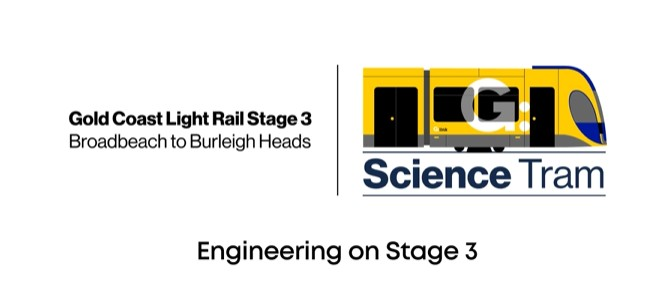 Gold Coast Light Rail Stage 3
Broadbeach to Burleigh Heads
G:
Science Tram
Engineering on Stage 3